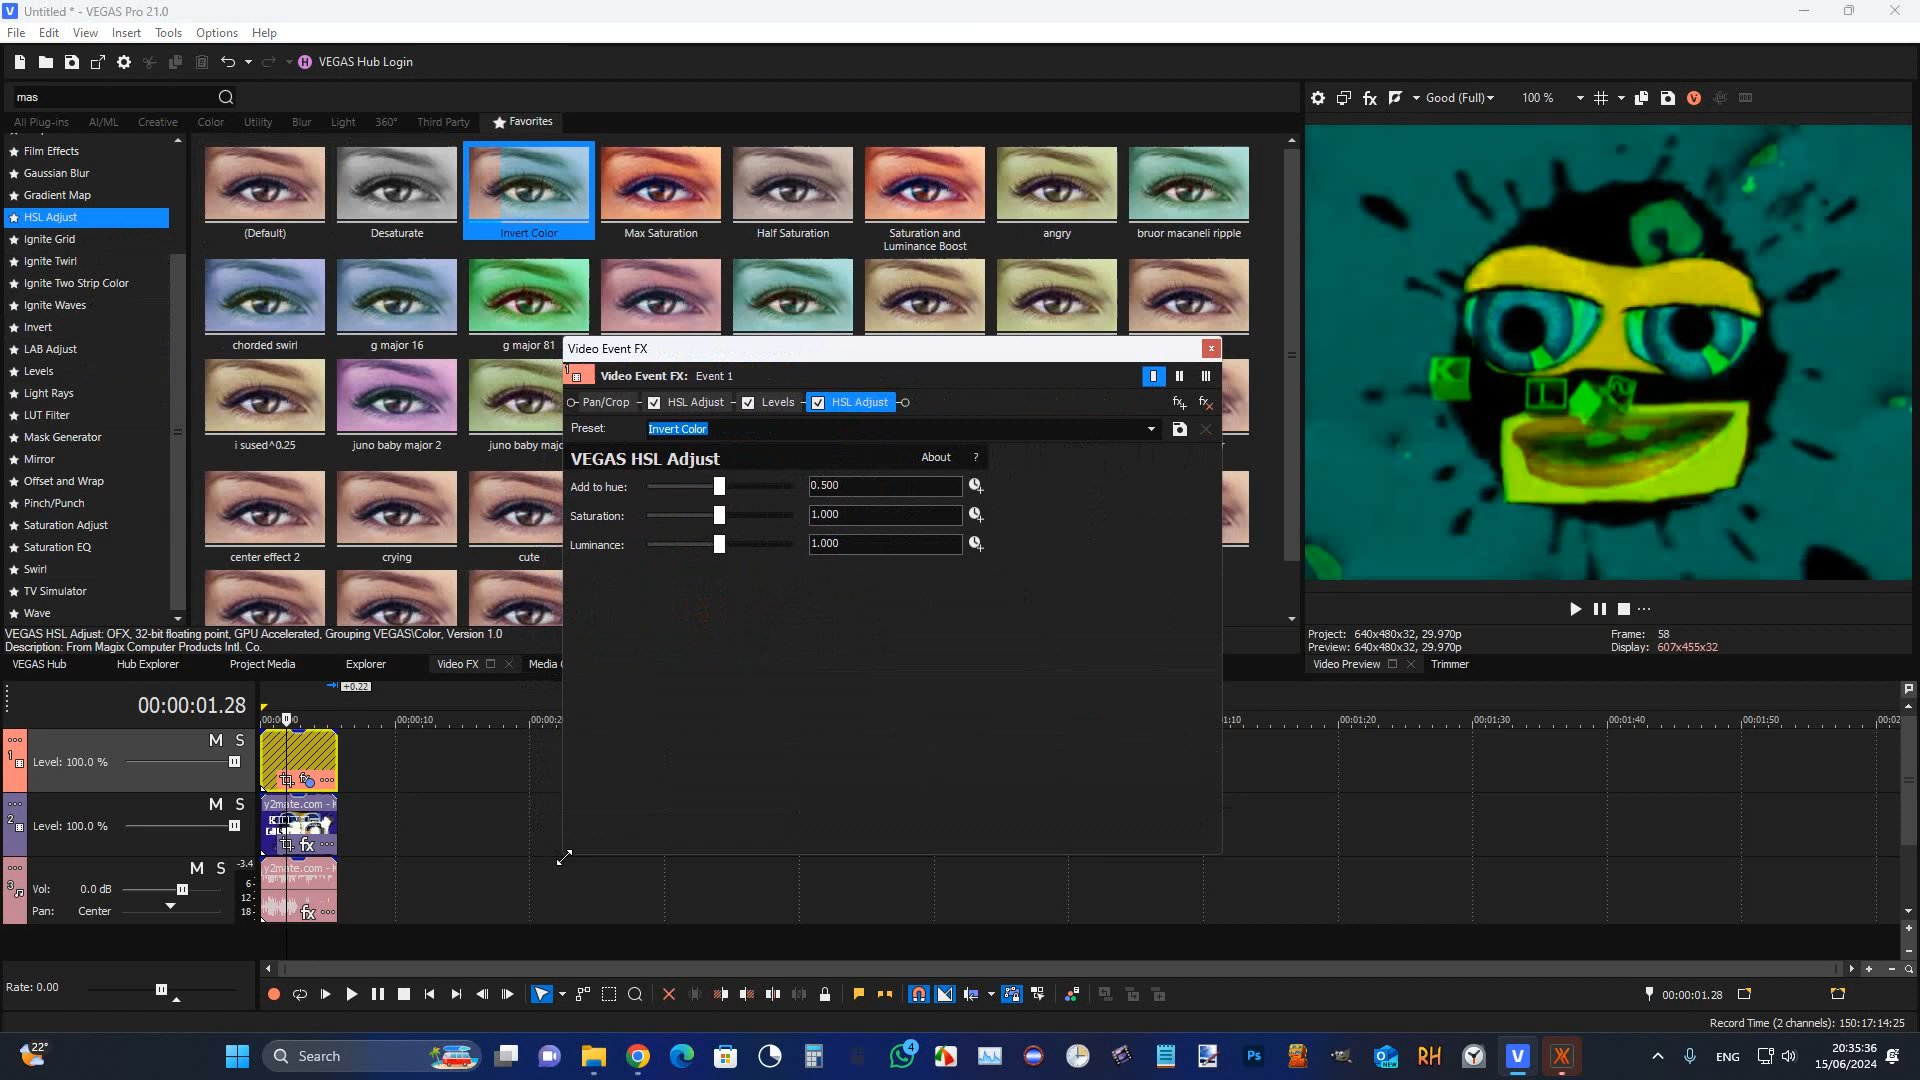 Untitled * - VEGAS Pro 21.0
File Edit View Insert Tools Options Help
VEGAS Hub Login
mas
All Plug-ins AI/ML Creative Color Utility Blur Light 360° Third Party Favorites
Good (Full) 100 %
Film Effects
Gaussian Blur
Gradient Map
HSL Adjust
Ignite Grid
Ignite Twirl
Ignite Two Strip Color
Ignite Waves
Invert
LAB Adjust
Levels
Light Rays
LUT Filter
Mask Generator
Mirror
Offset and Wrap
Pinch/Punch
Saturation Adjust
Saturation EQ
Swirl
TV Simulator
Wave
(Default) Desaturate Invert Color Max Saturation Half Saturation Saturation and Luminance Boost angry bruor macaneli ripple
chorded swirl g major 16 g major 81
i sused^0.25 juno baby major 2 juno baby majo
center effect 2 crying cute
Video Event FX
Video Event FX: Event 1
Pan/Crop HSL Adjust Levels HSL Adjust
Preset: Invert Color
VEGAS HSL Adjust About ?
Add to hue: 0.500
Saturation: 1.000
Luminance: 1.000
K L
VEGAS HSL Adjust: OFX, 32-bit floating point, GPU Accelerated, Grouping VEGAS\Color, Version 1.0
Description: From Magix Computer Products Intl. Co.
Project: 640x480x32, 29.970p Frame: 58
Preview: 640x480x32, 29.970p Display: 607x455x32
VEGAS Hub Hub Explorer Project Media Explorer Video FX Media
Video Preview Trimmer
+0.22
00:00:01.28
00:00:10 1:10 00:01:20 00:01:30 00:01:40 00:01:50
1 M S
Level: 100.0 %
2 M S
Level: 100.0 %
y2mate.com - K
3 M S -3.4
Vol: 0.0 dB 6
12
Pan: Center 18
y2mate.com - K
fx
Rate: 0.00
00:00:01.28
Record Time (2 channels): 150:17:14:25
22°
Search
4
Ps
NEW
RH
V
X
ENG
20:35:36
15/06/2024